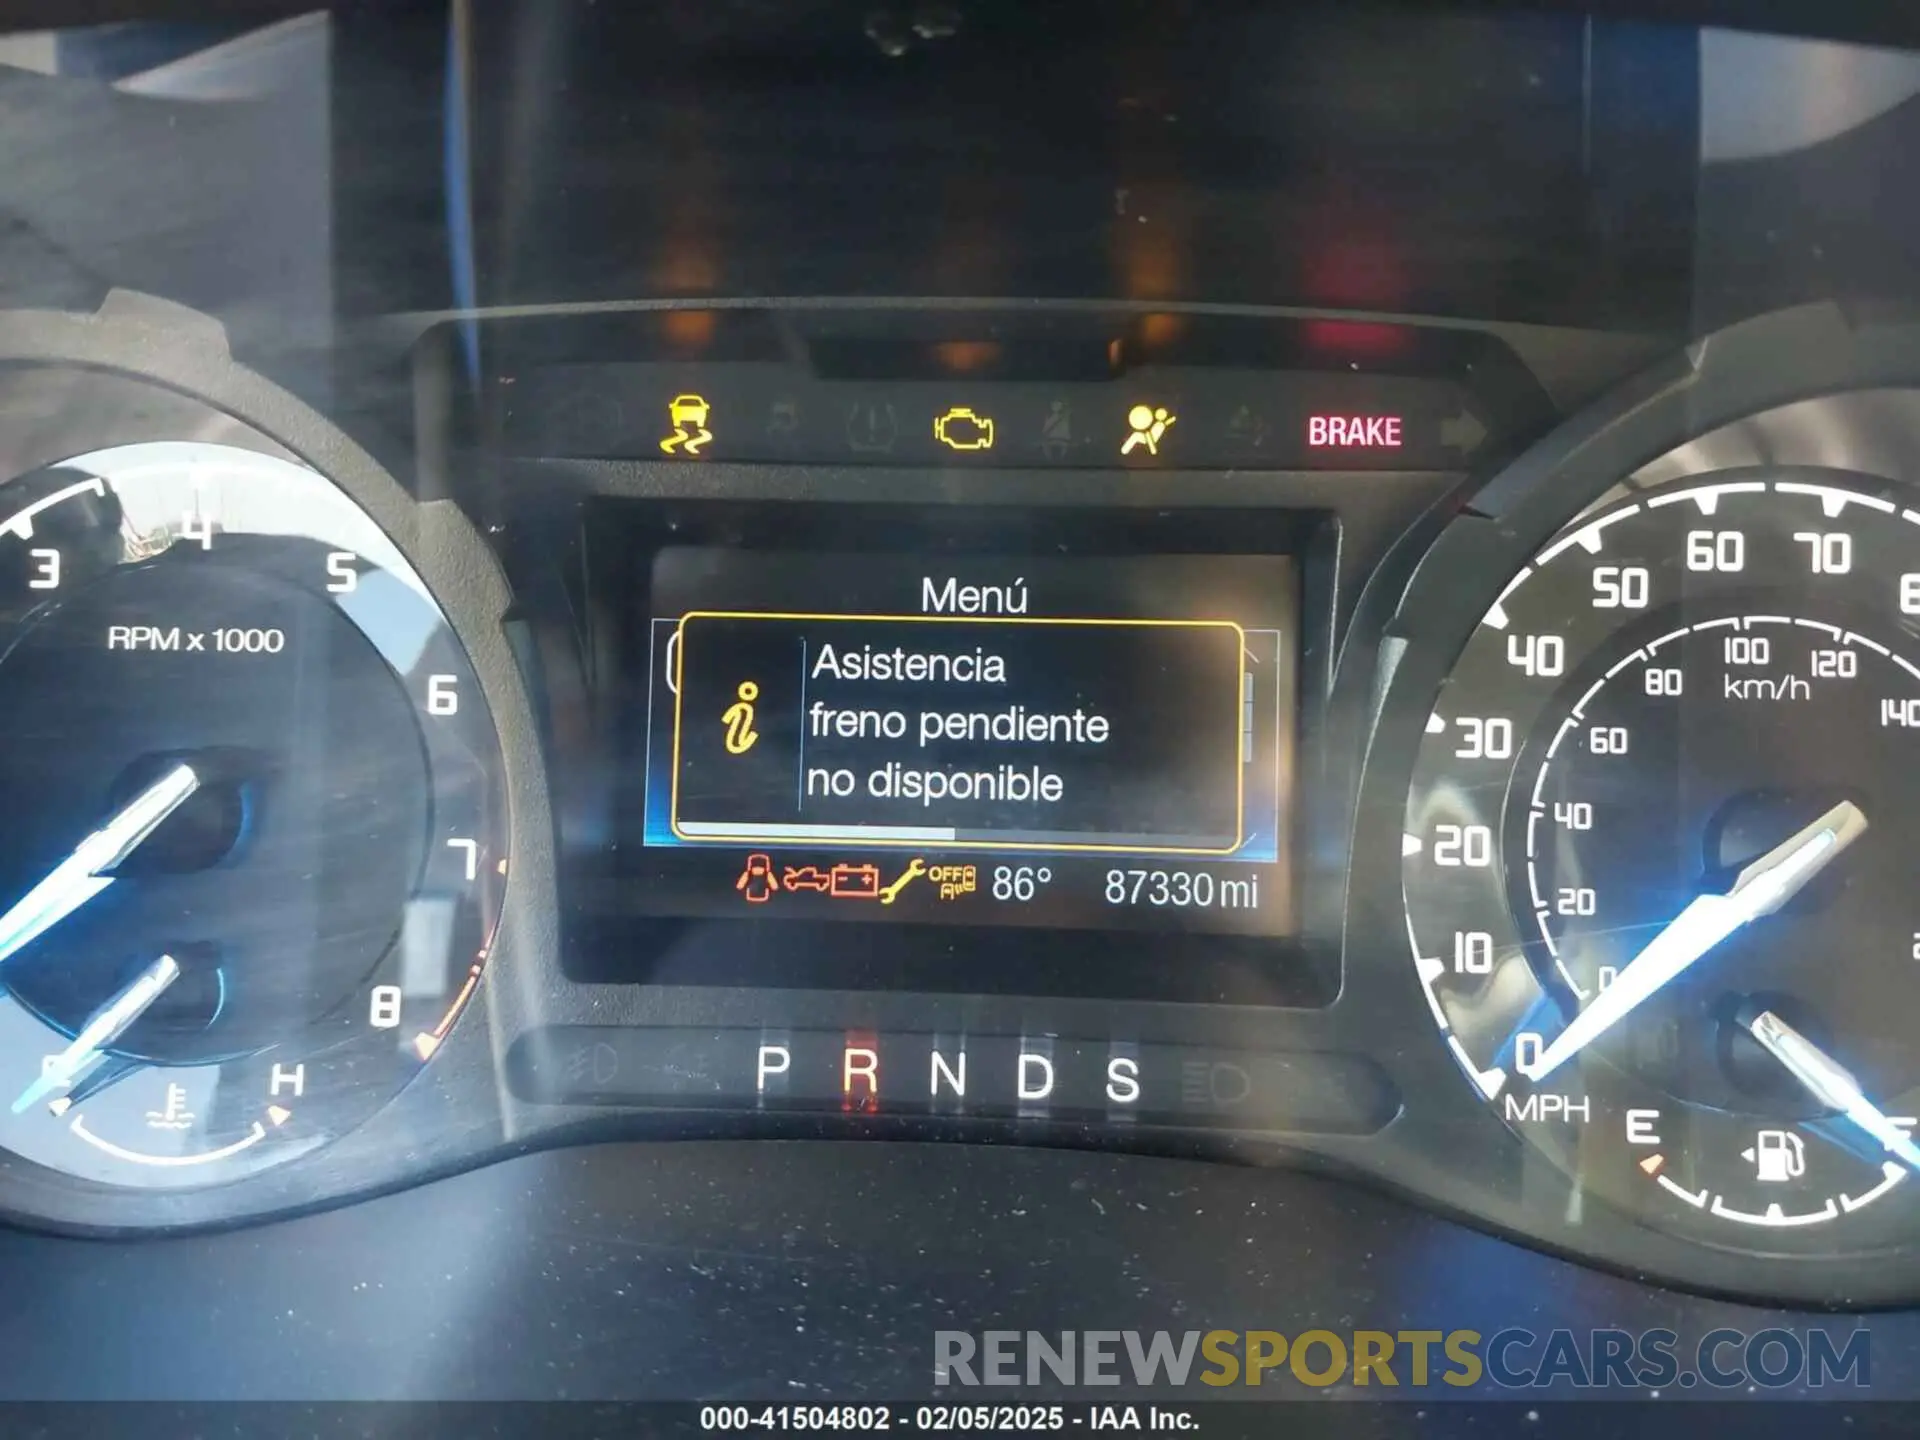 BRAKE
3
4
5
6
7
8
RPM x 1000
H
Menú
Asistencia
freno pendiente
no disponible
OFF
86°
87330 mi
P R N D S
0
10
20
30
40
50
60
70
MPH
0
20
40
60
80
100
120
140
km/h
E
F
RENEWSPORTSCARS.COM
000-41504802 - 02/05/2025 - IAA Inc.